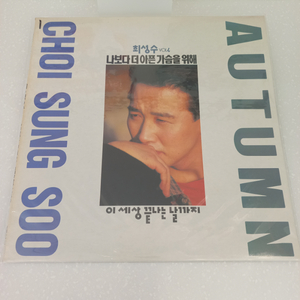 최성수 VOL.4
나보다 더 아픈 가슴을 위해
CHOI SUNG SOO
AUTUMN
이 세상 끝나는 날까지